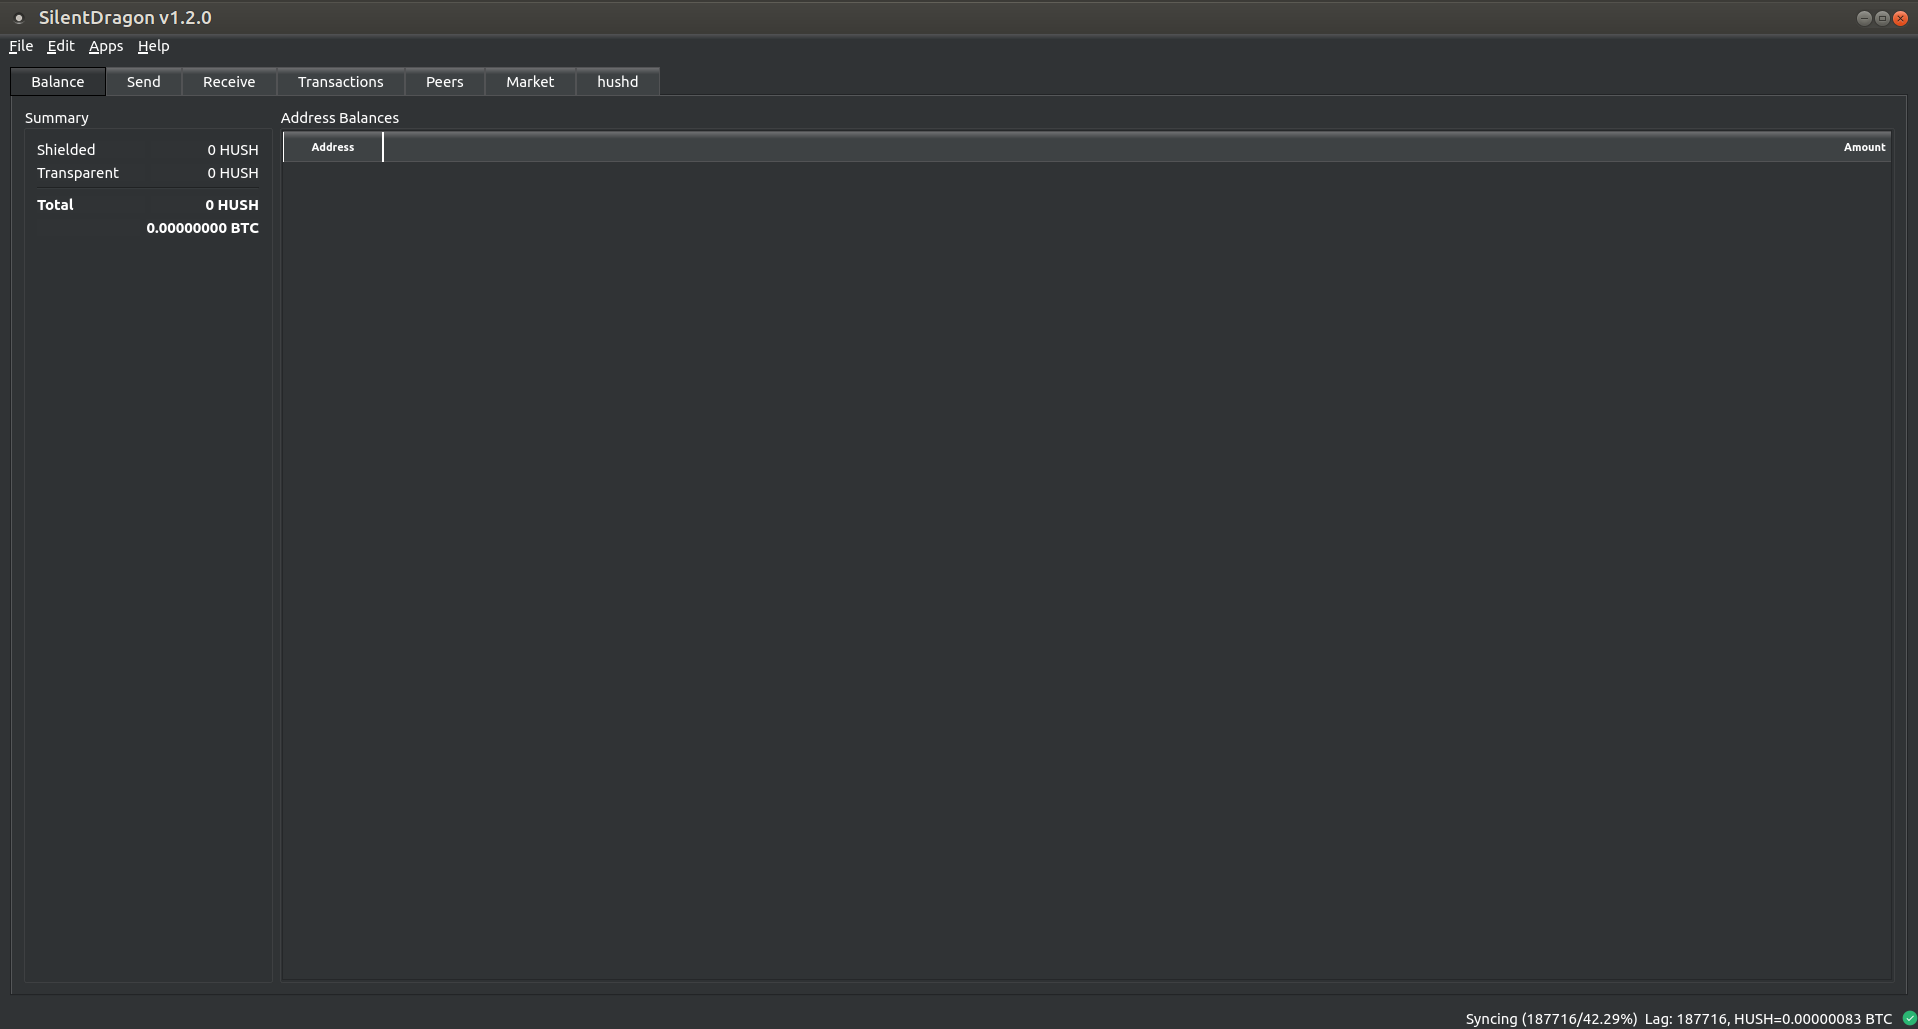 SilentDragon v1.2.0
File Edit Apps Help
Balance Send Receive Transactions Peers Market hushd
Summary
Shielded 0 HUSH
Transparent 0 HUSH
Total 0 HUSH
0.00000000 BTC
Address Balances
Address Amount
Syncing (187716/42.29%) Lag: 187716, HUSH=0.00000083 BTC